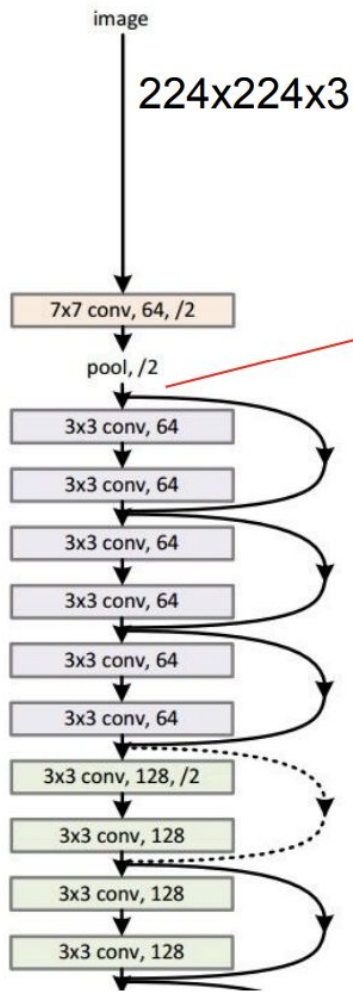 image
224x224x3
7x7 conv, 64, /2
pool, /2
3x3 conv, 64
3x3 conv, 64
3x3 conv, 64
3x3 conv, 64
3x3 conv, 64
3x3 conv, 64
3x3 conv, 128, /2
3x3 conv, 128
3x3 conv, 128
3x3 conv, 128